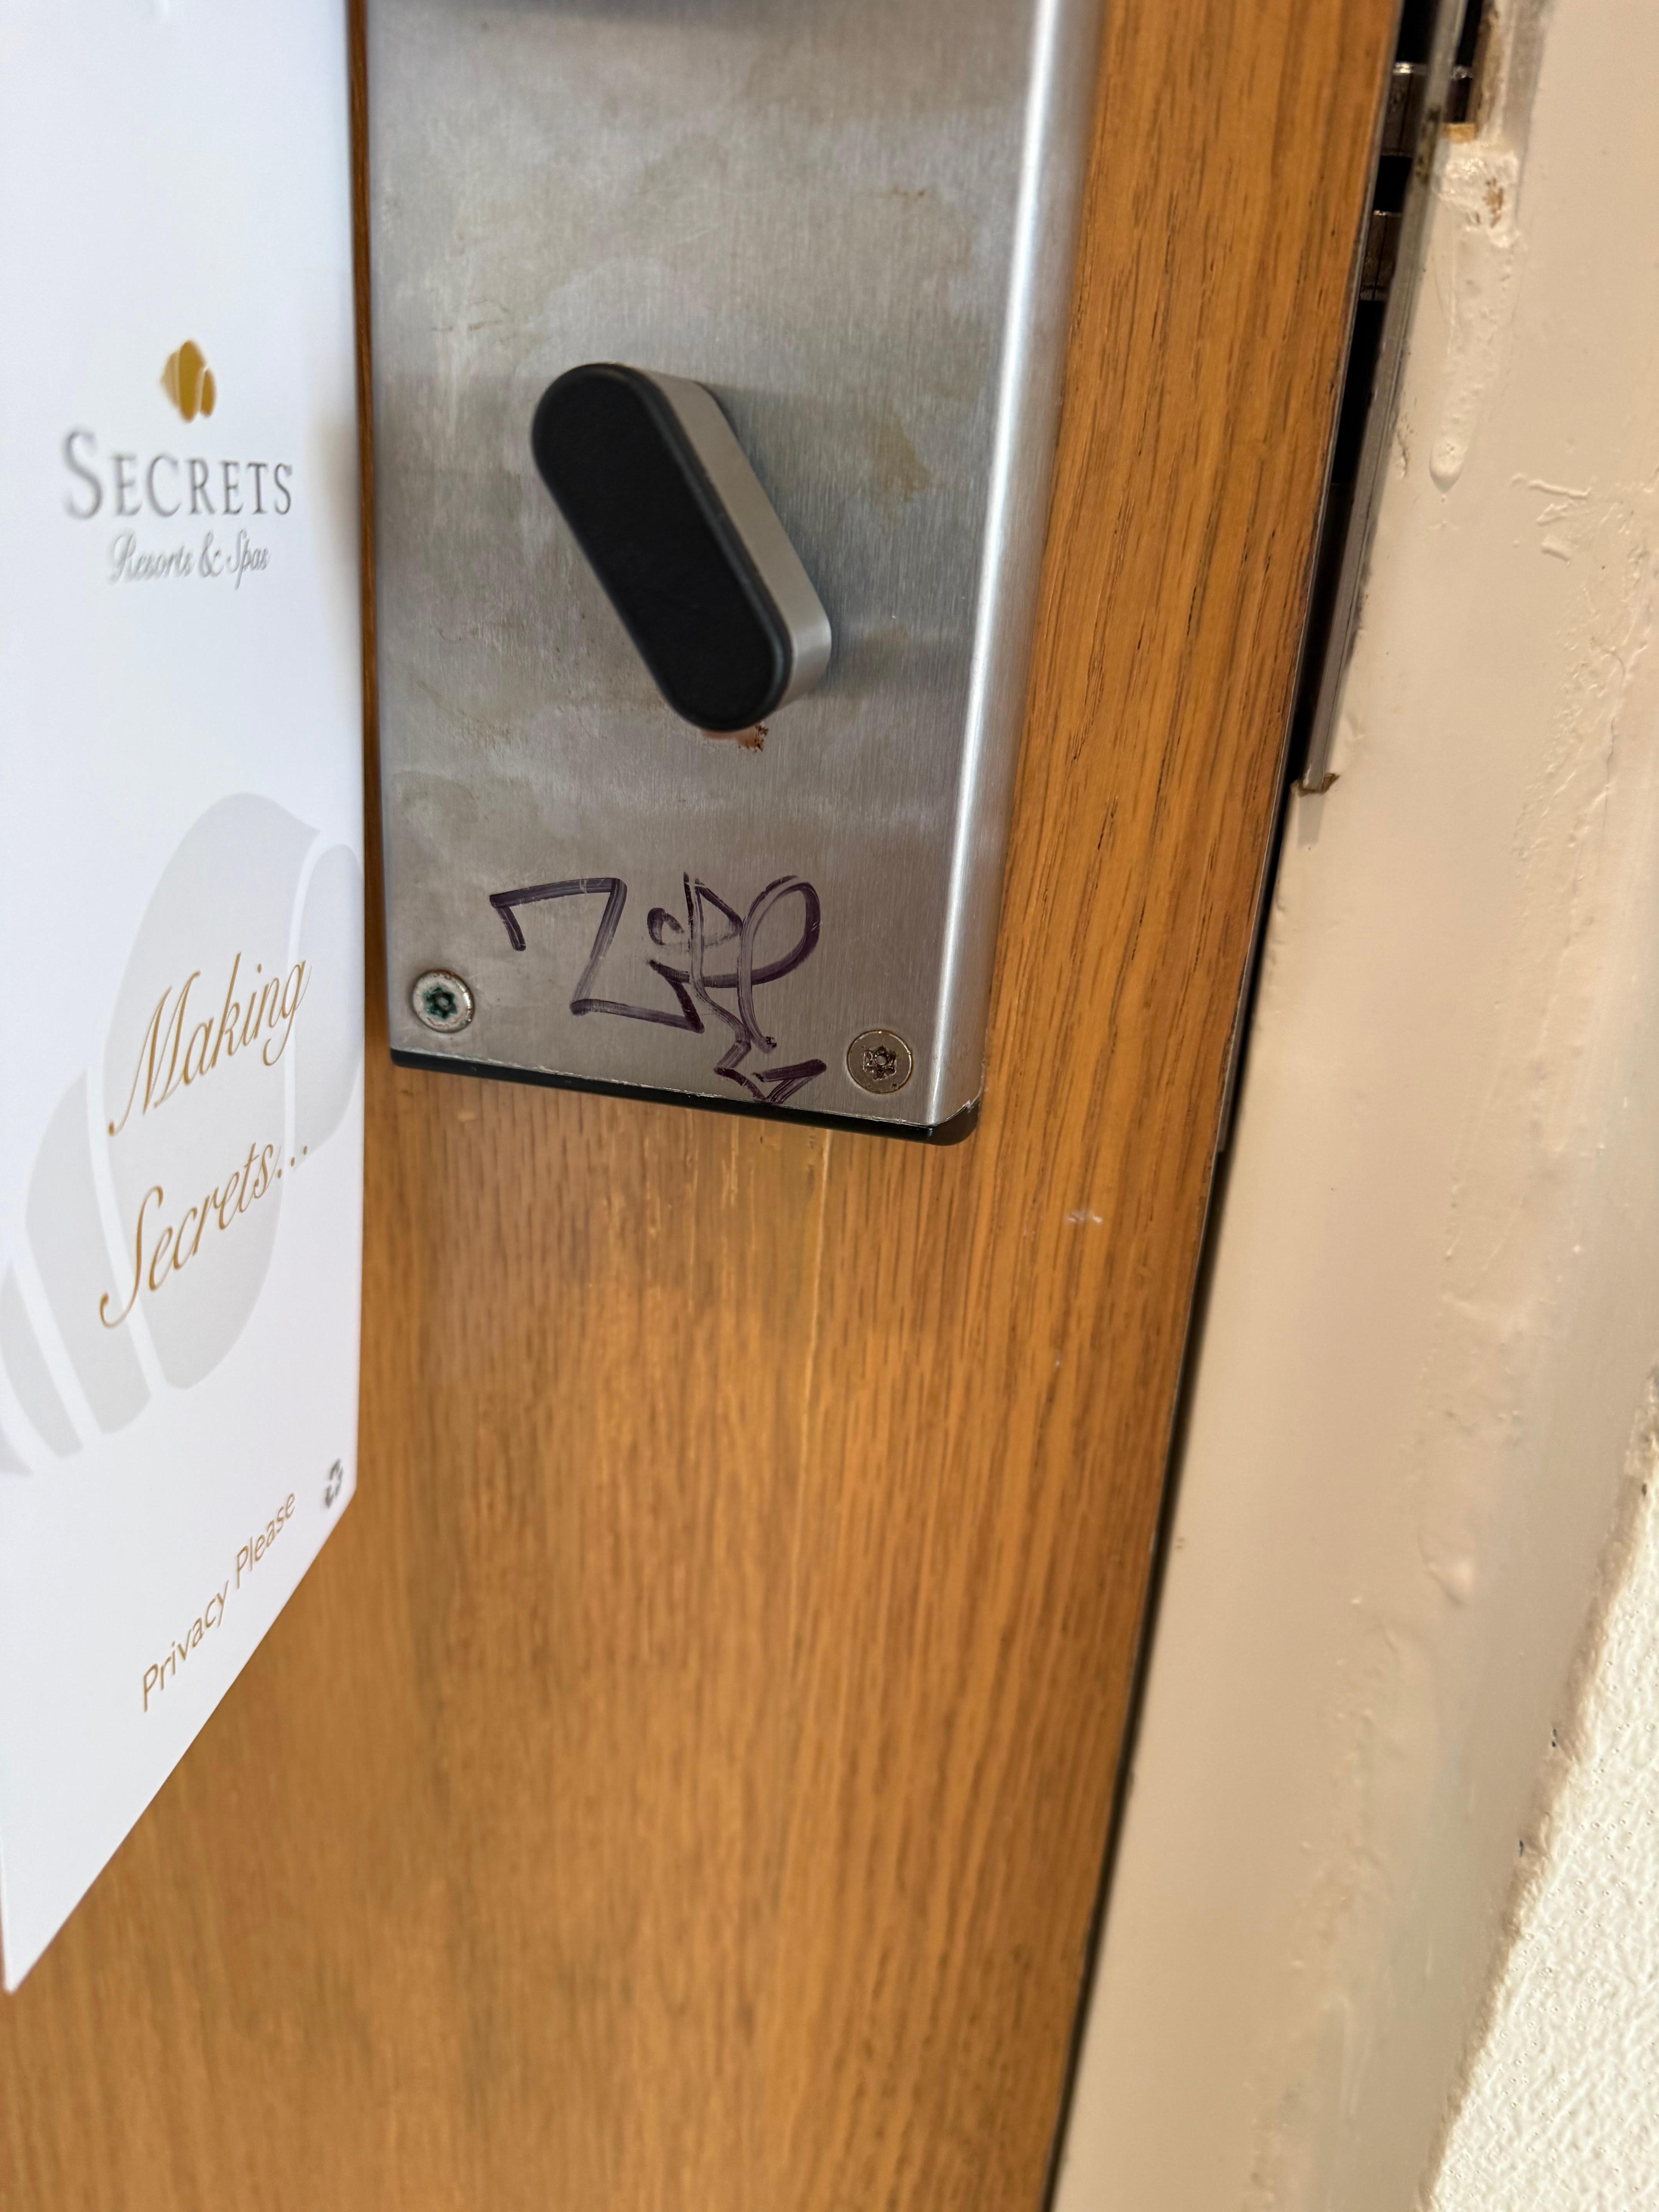 SECRETS
Resorts & Spas
Making
Secrets...
Privacy Please